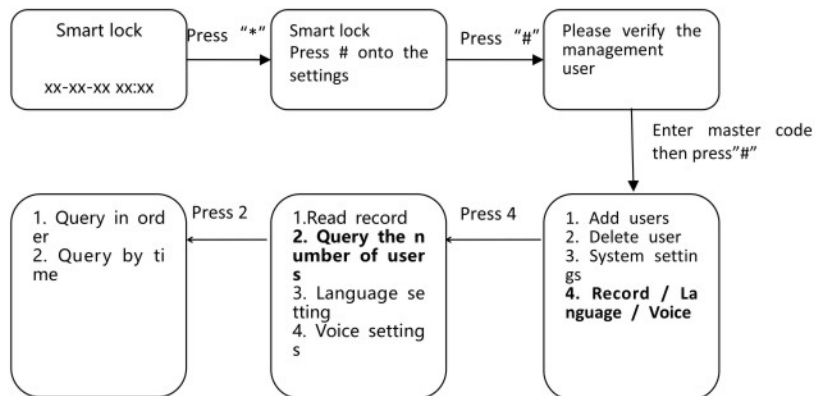 Smart lock
xx-xx-xx xx:xx
Press “*”
Smart lock
Press # onto the
settings
Press “#”
Please verify the
management
user
Enter master code
then press”#”
1. Add users
2. Delete user
3. System settin
gs
4. Record / La
nguage / Voice
Press 4
1.Read record
2. Query the n
umber of user
s
3. Language se
tting
4. Voice setting
s
Press 2
1. Query in ord
er
2. Query by ti
me